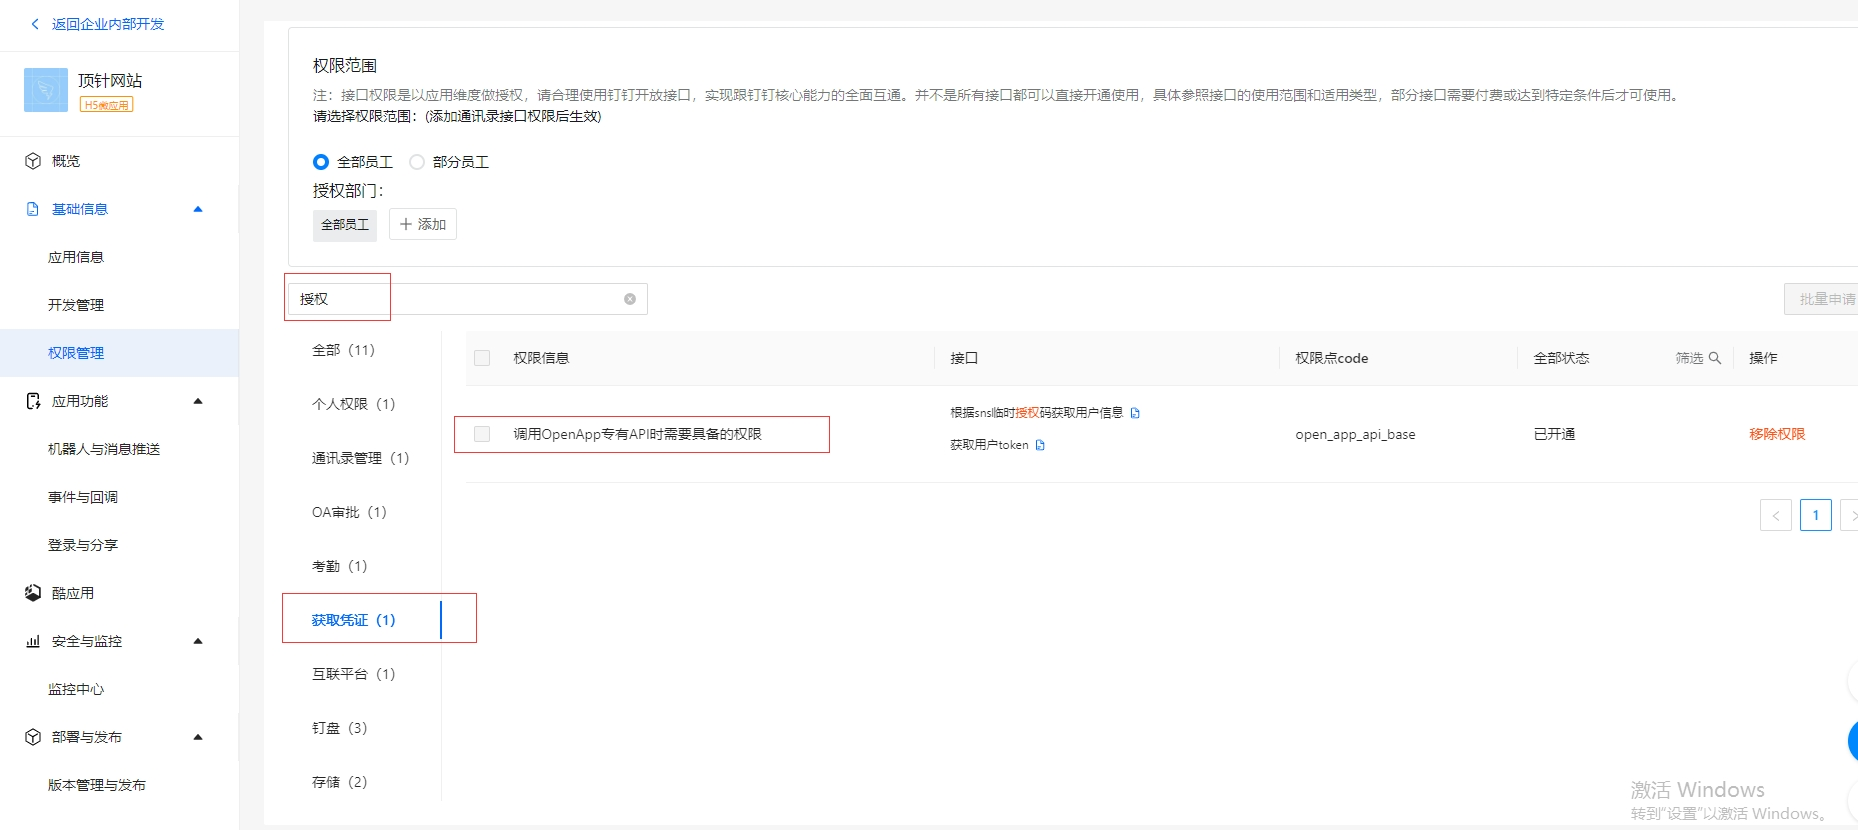 返回企业内部开发
顶针网站
H5微应用
概览
基础信息
应用信息
开发管理
权限管理
应用功能
机器人与消息推送
事件与回调
登录与分享
酷应用
安全与监控
监控中心
部署与发布
版本管理与发布
权限范围
注：接口权限是以应用维度做授权，请合理使用钉钉开放接口，实现跟钉钉核心能力的全面互通。并不是所有接口都可以直接开通使用，具体参照接口的使用范围和适用类型，部分接口需要付费或达到特定条件后才可使用。
请选择权限范围：(添加通讯录接口权限后生效)
全部员工 部分员工
授权部门：
全部员工 添加
授权
批量申请
全部（11）
个人权限（1）
通讯录管理（1）
OA审批（1）
考勤（1）
获取凭证（1）
互联平台（1）
钉盘（3）
存储（2）
权限信息 接口 权限点code 全部状态 筛选 操作
调用OpenApp专有API时需要具备的权限
根据sns临时授权码获取用户信息
获取用户token
open_app_api_base
已开通
移除权限
1
激活 Windows
转到“设置”以激活 Windows。